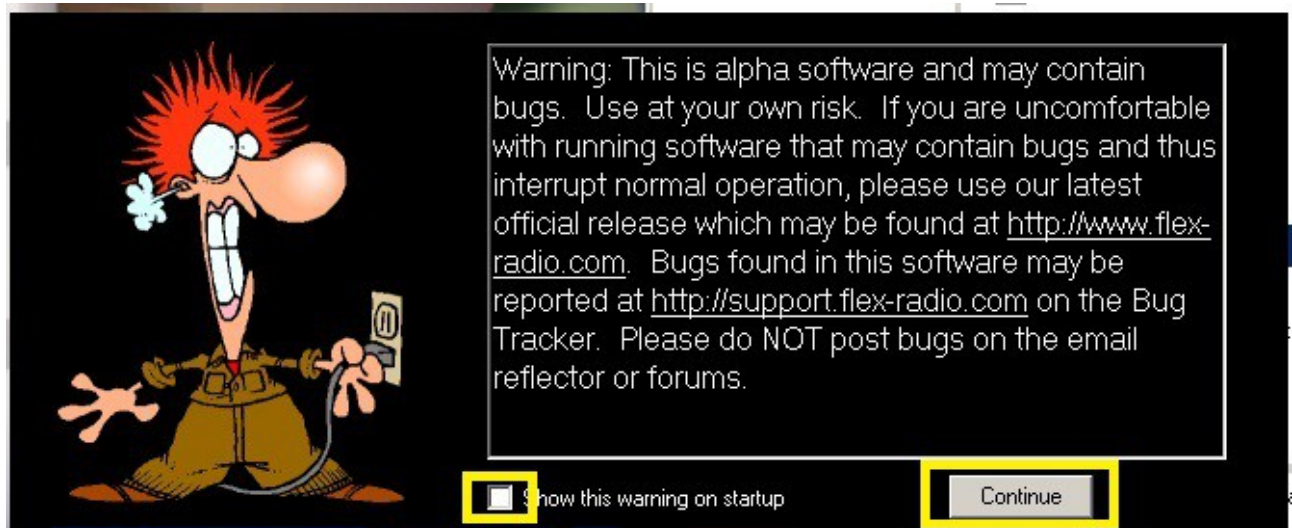 Warning: This is alpha software and may contain
bugs.  Use at your own risk.  If you are uncomfortable
with running software that may contain bugs and thus
interrupt normal operation, please use our latest
official release which may be found at http://www.flex-
radio.com.  Bugs found in this software may be
reported at http://support.flex-radio.com on the Bug
Tracker.  Please do NOT post bugs on the email
reflector or forums.
Show this warning on startup
Continue